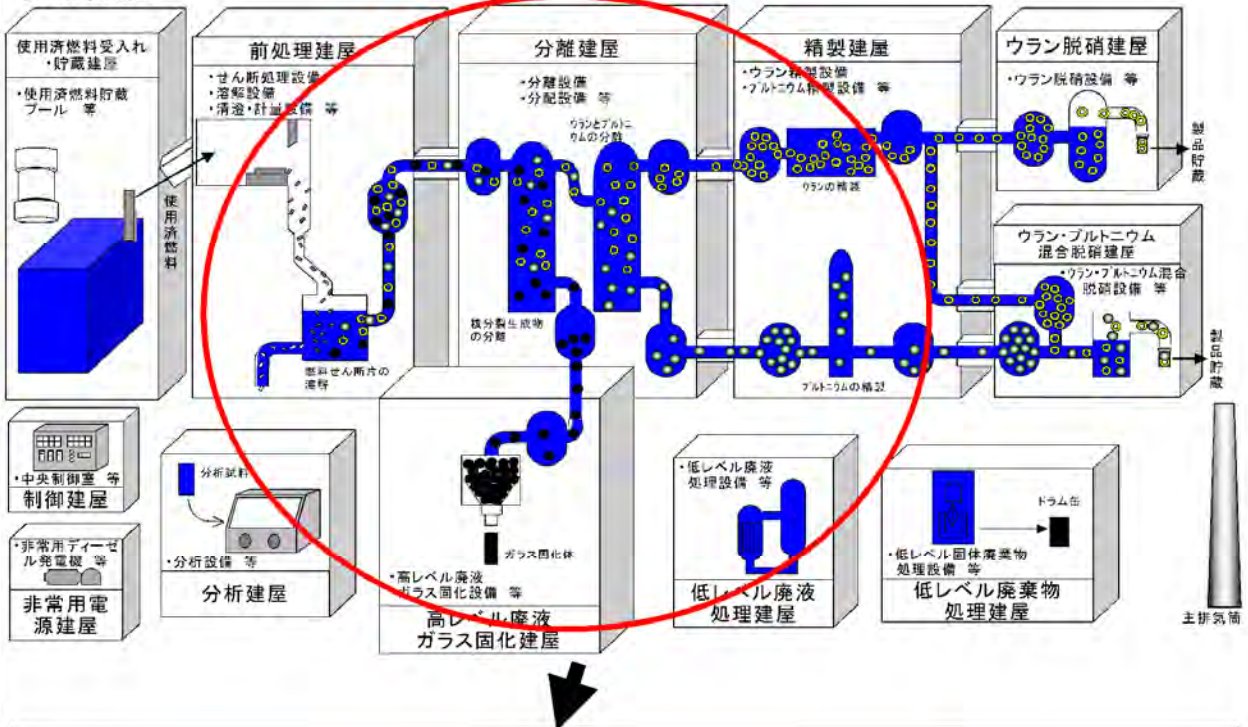 使用済燃料受入れ
・貯蔵建屋
・使用済燃料貯蔵
プール 等
使用済燃料
前処理建屋
・せん断処理設備
・溶解設備
・清澄・計量設備 等
燃料せん断片の
溶解
分離建屋
・分離設備
・分配設備 等
ウランとプルトニ
ウムの分離
核分裂生成物
の分離
精製建屋
・ウラン精製設備
・プルトニウム精製設備 等
ウランの精製
プルトニウムの精製
ウラン脱硝建屋
・ウラン脱硝設備 等
製品貯蔵
ウラン・プルトニウム
混合脱硝建屋
・ウラン・プルトニウム混合
脱硝設備 等
製品貯蔵
・中央制御室 等
制御建屋
・非常用ディーゼ
ル発電機 等
非常用電
源建屋
分析試料
・分析設備 等
分析建屋
ガラス固化体
・高レベル廃液
ガラス固化設備 等
高レベル廃液
ガラス固化建屋
・低レベル廃液
処理設備 等
低レベル廃液
処理建屋
ドラム缶
・低レベル固体廃棄物
処理設備 等
低レベル廃棄物
処理建屋
主排気筒